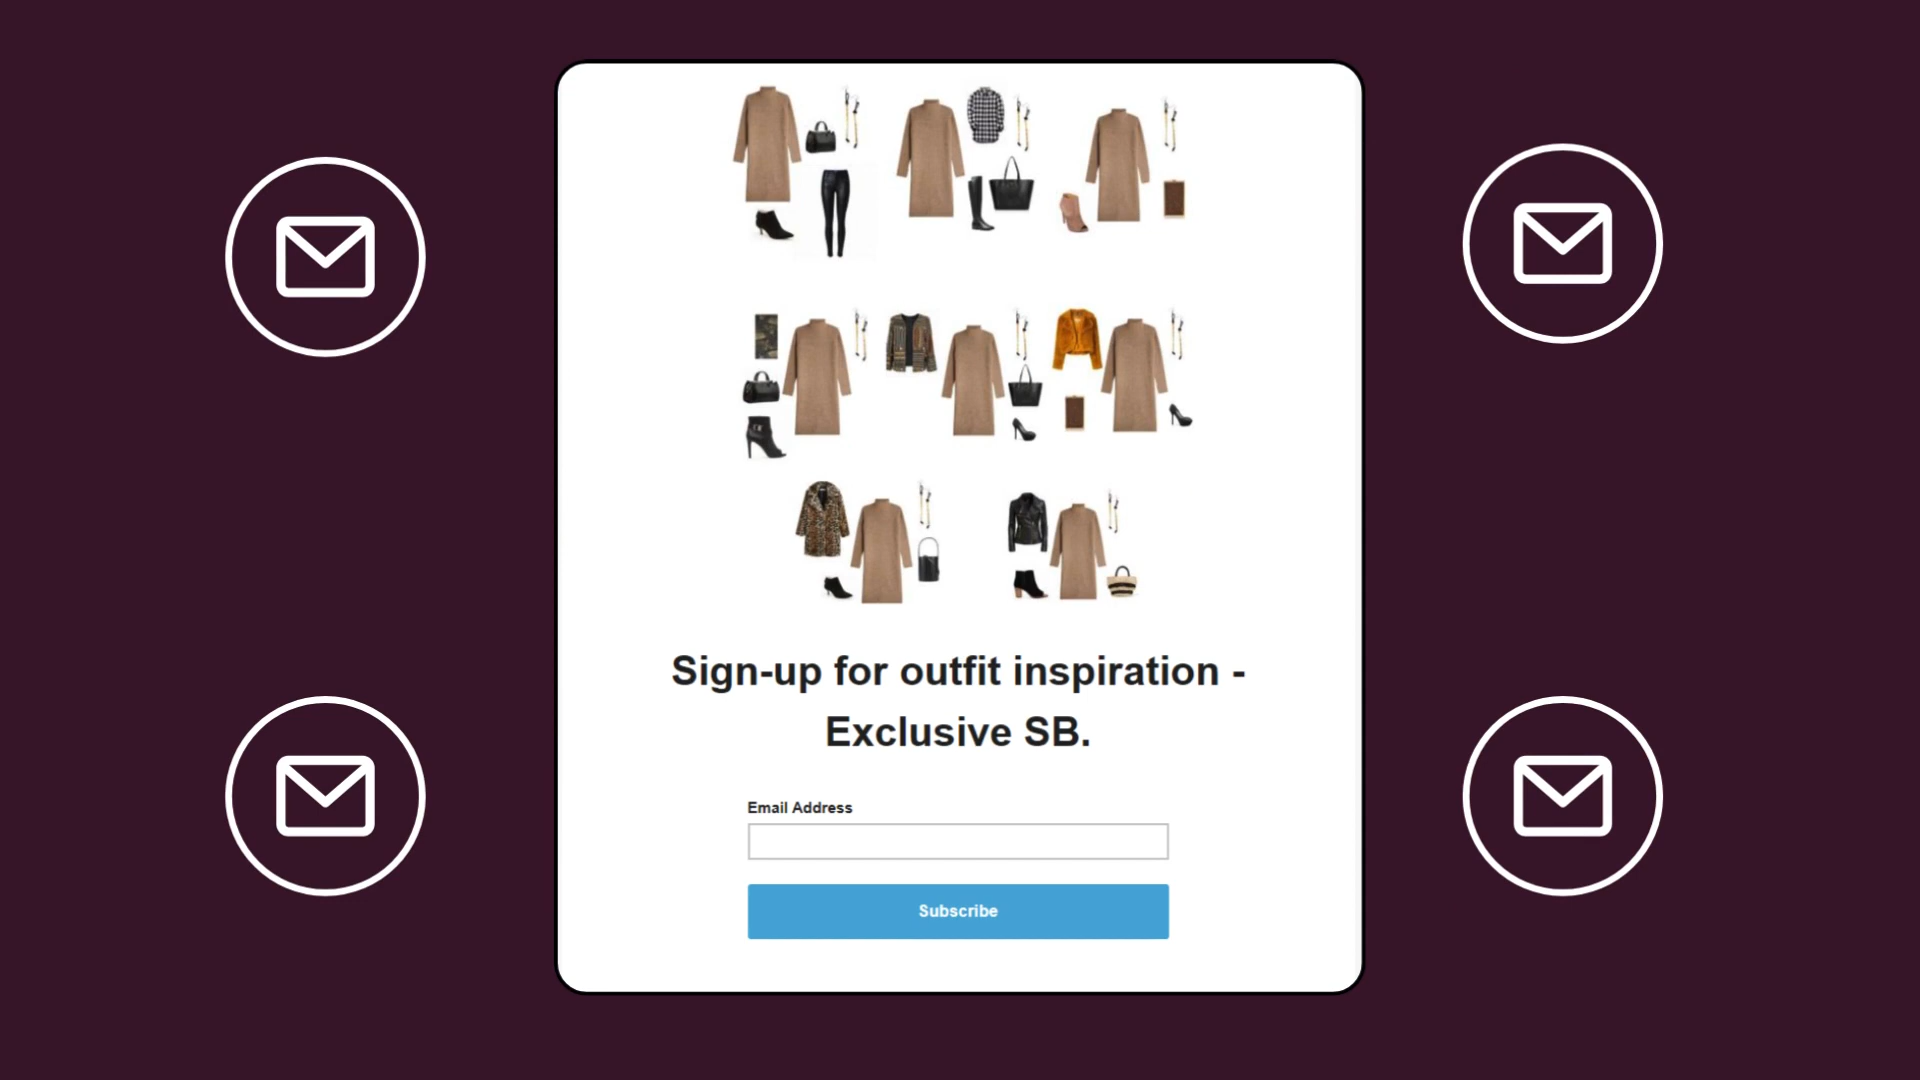 Sign-up for outfit inspiration -
Exclusive SB.
Email Address
Subscribe